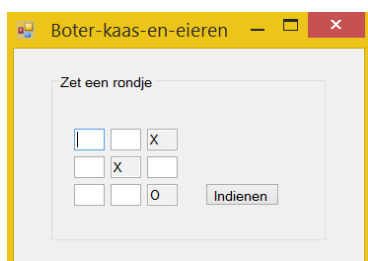 Boter-kaas-en-eieren
Zet een rondje
X
X
O Indienen